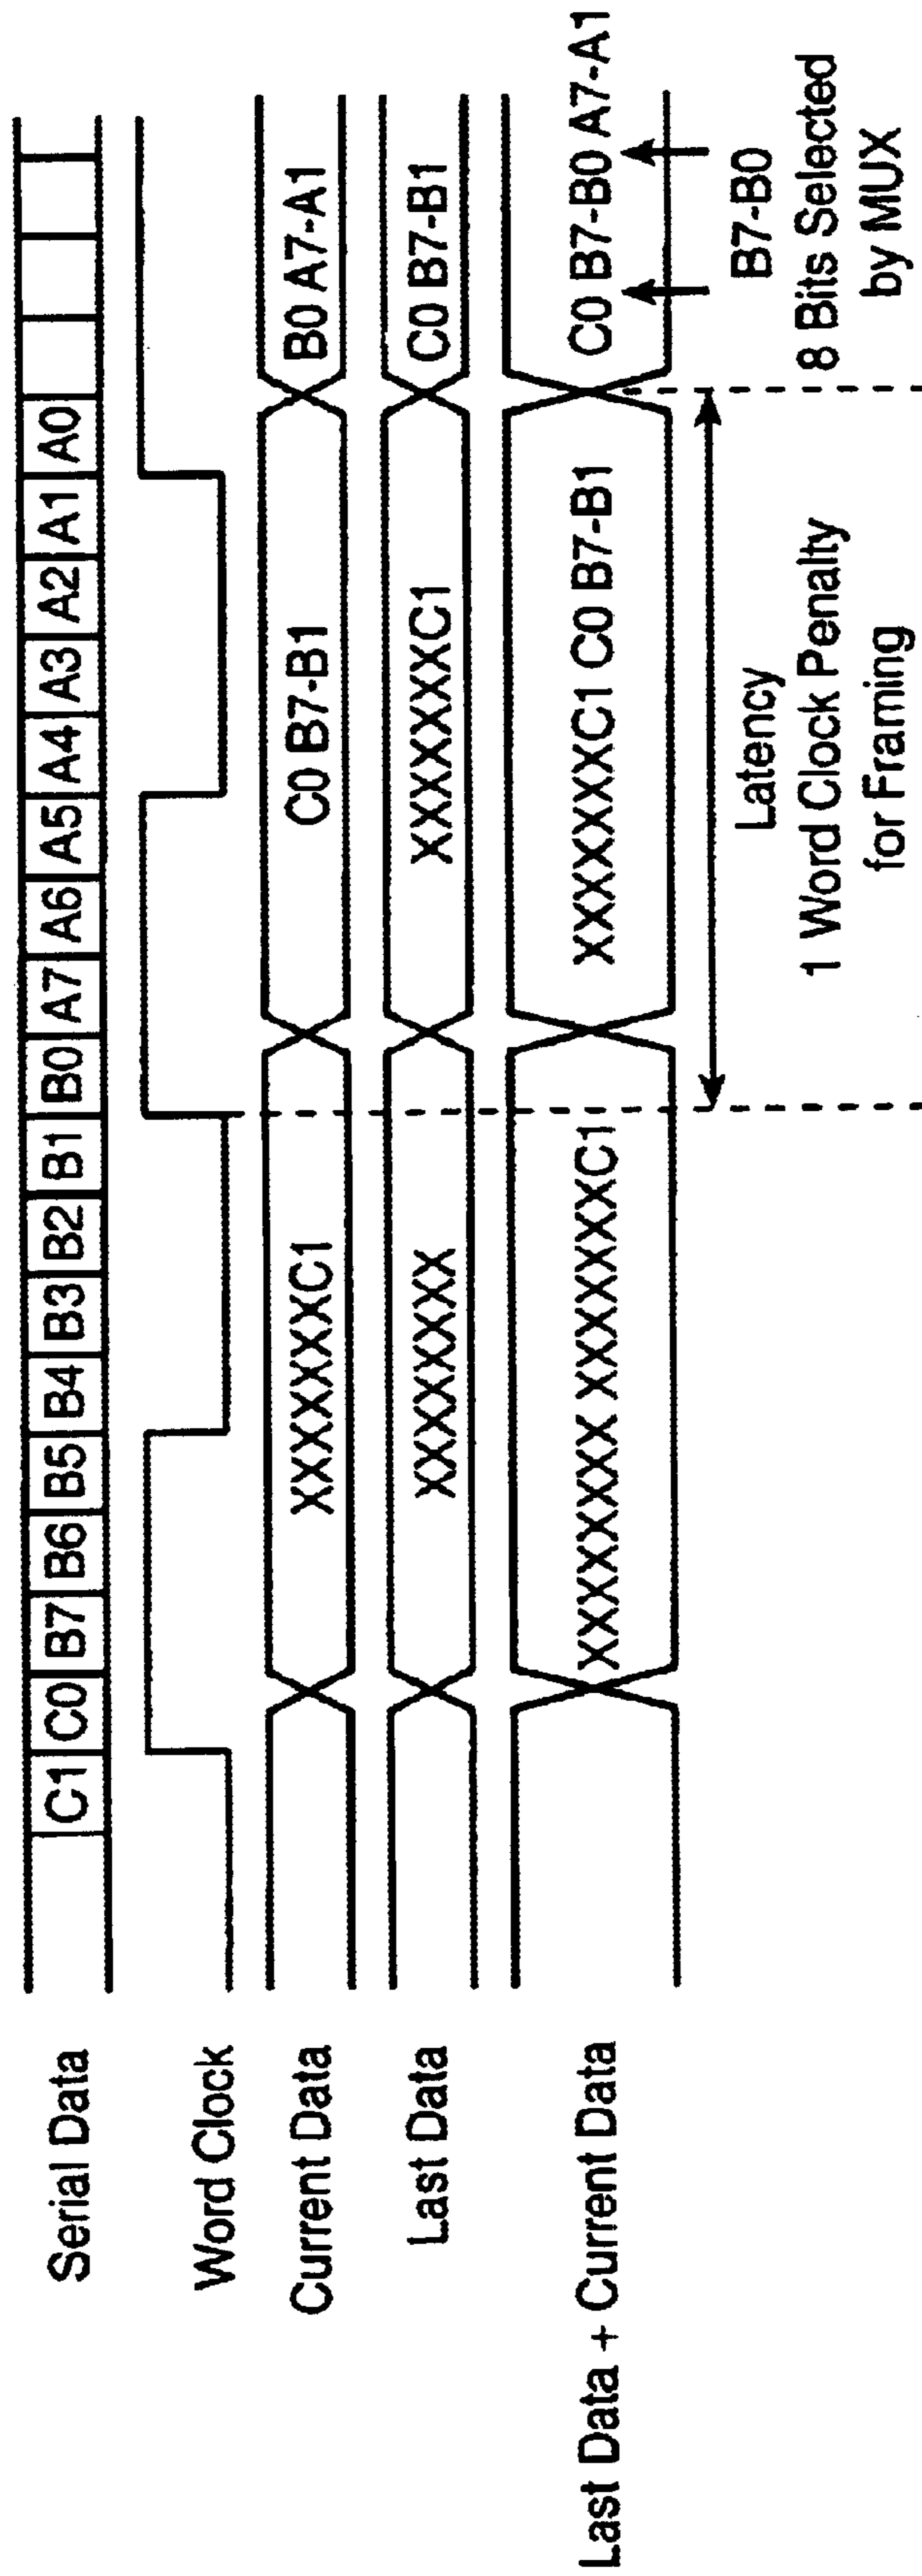 Serial Data
C1 C0 B7 B6 B5 B4 B3 B2 B1 B0 A7 A6 A5 A4 A3 A2 A1 A0
Word Clock
Current Data
XXXXXXXC1
C0 B7-B1
B0 A7-A1
Last Data
XXXXXXXX
XXXXXXXC1
C0 B7-B1
Last Data + Current Data
XXXXXXXX XXXXXXXC1
XXXXXXXC1 C0 B7-B1
C0 B7-B0 A7-A1
Latency
1 Word Clock Penalty
for Framing
B7-B0
8 Bits Selected
by MUX